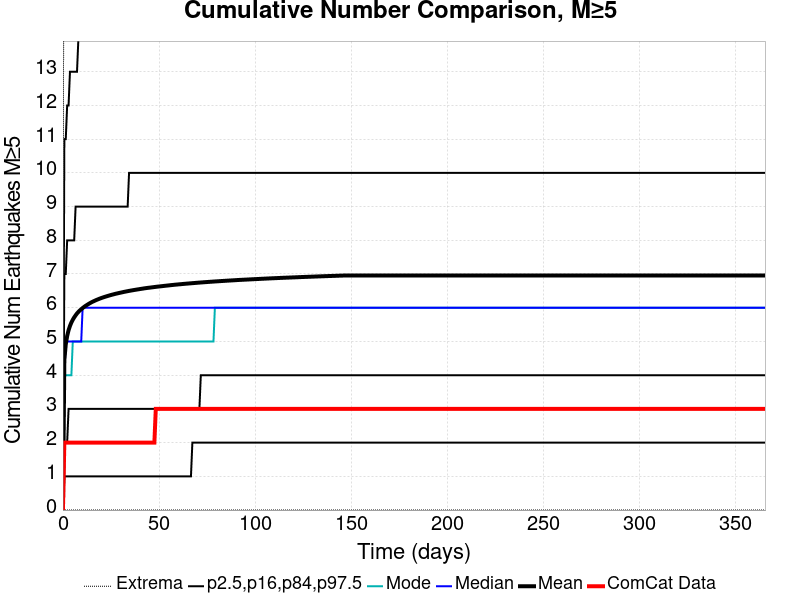 Cumulative Number Comparison, M≥5
Cumulative Num Earthquakes M≥5
13
12
11
10
9
8
7
6
5
4
3
2
1
0
0 50 100 150 200 250 300 350
Time (days)
Extrema p2.5,p16,p84,p97.5 Mode Median Mean ComCat Data